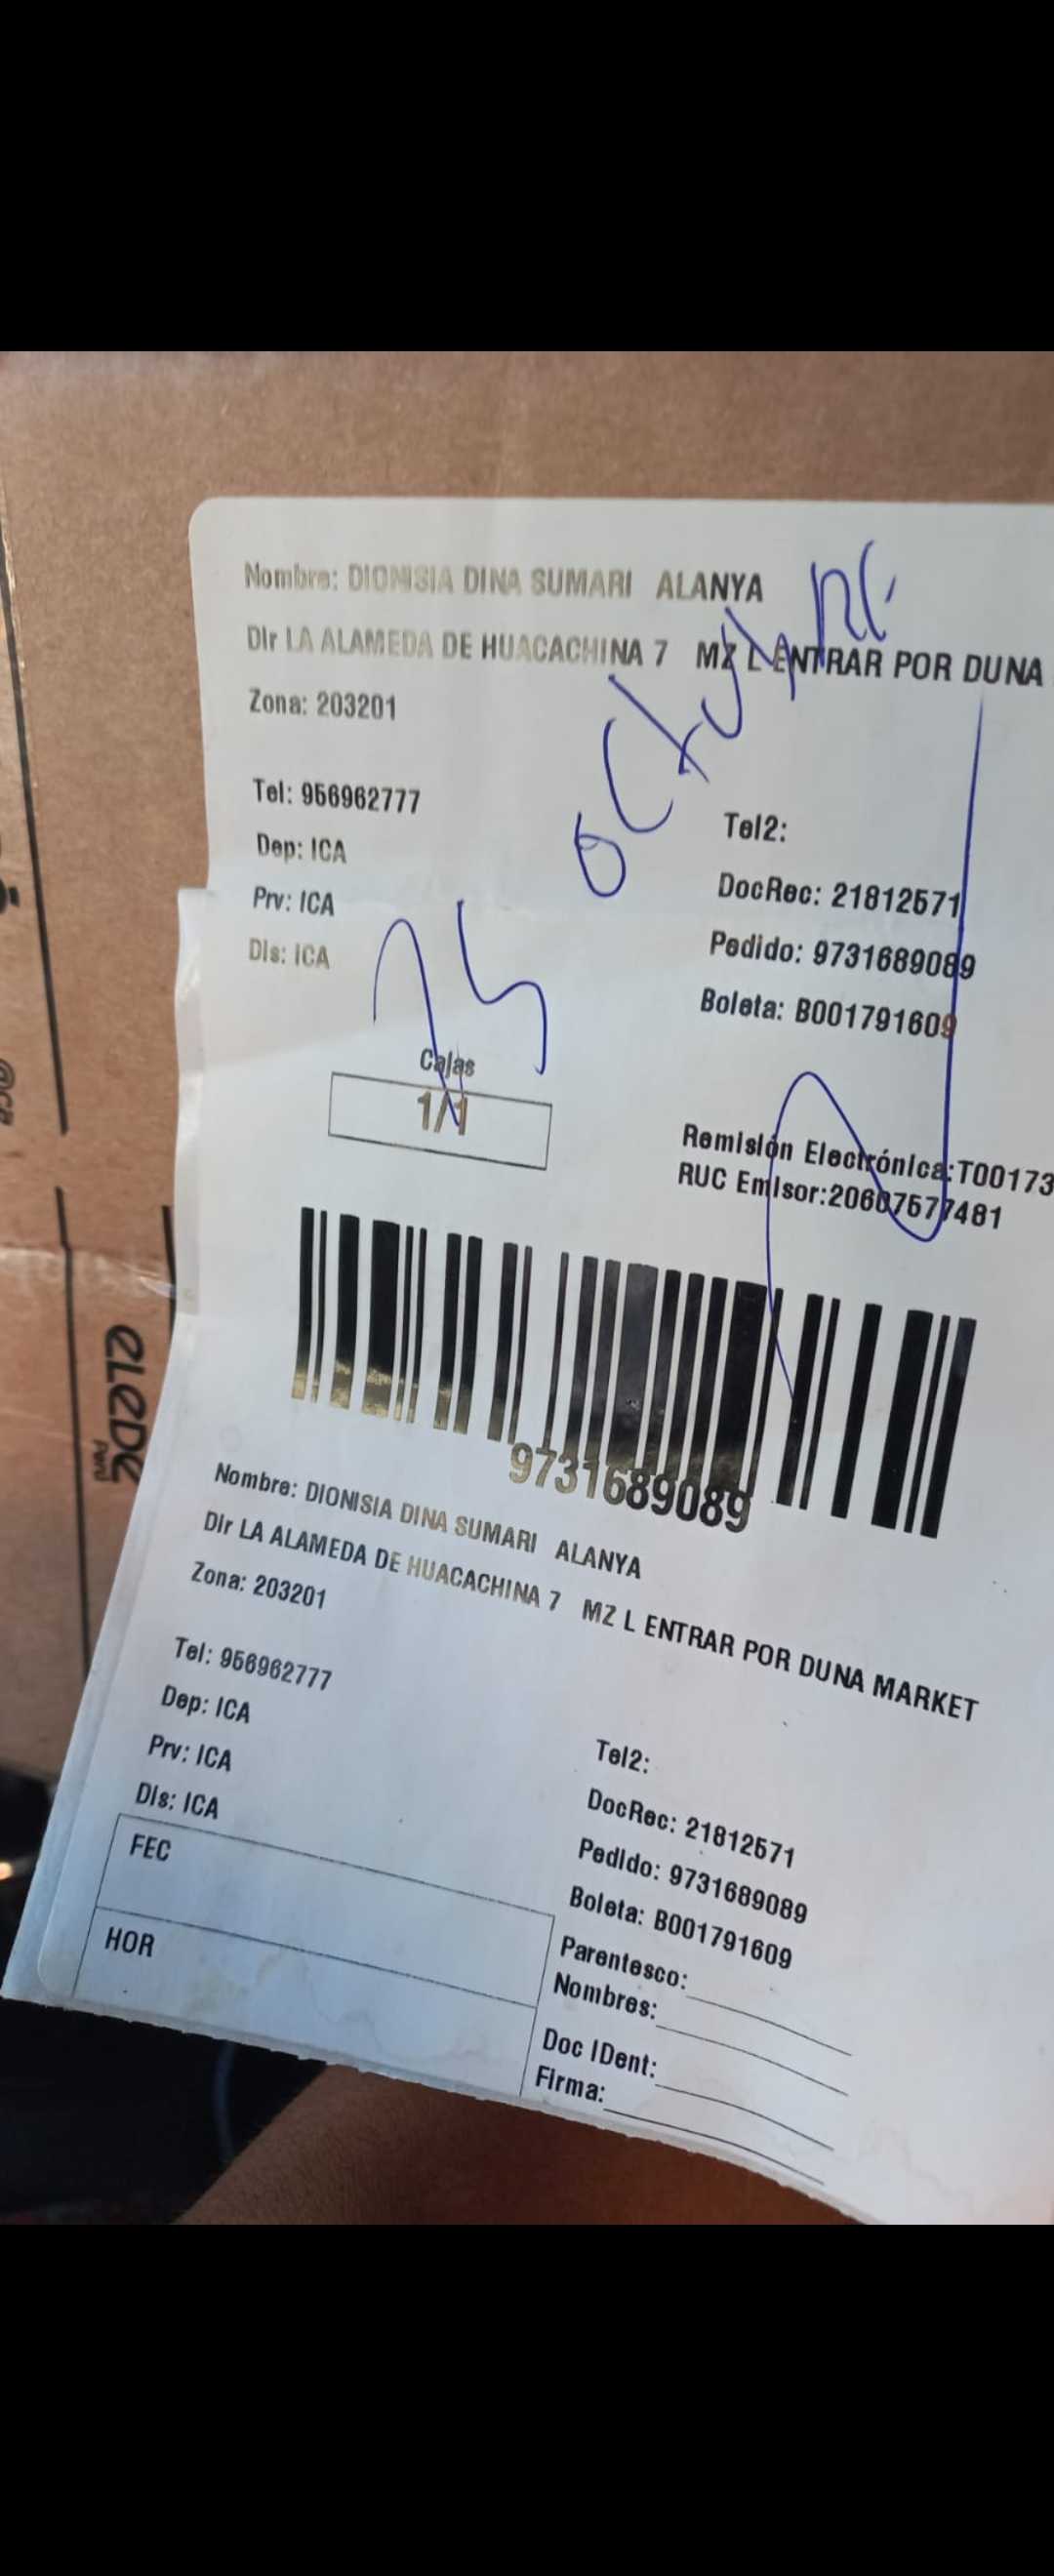 Nombre: DIONISIA DINA SUMARI ALANYA
Dir LA ALAMEDA DE HUACACHINA 7 MZ L ENTRAR POR DUNA
Zona: 203201
Tel: 956962777
Dep: ICA
Prv: ICA
Dis: ICA
Tel2:
DocRec: 21812571
Pedido: 9731689089
Boleta: B001791609
25 octubre
Cajas
1/1
Remisión Electrónica:T00173
RUC Emisor:20607577481
9731689089
Nombre: DIONISIA DINA SUMARI ALANYA
Dir LA ALAMEDA DE HUACACHINA 7 MZ L ENTRAR POR DUNA MARKET
Zona: 203201
Tel: 956962777
Dep: ICA
Prv: ICA
Dis: ICA
Tel2:
DocRec: 21812571
Pedido: 9731689089
Boleta: B001791609
FEC
HOR
Parentesco:
Nombres:
Doc IDent:
Firma:
Perú